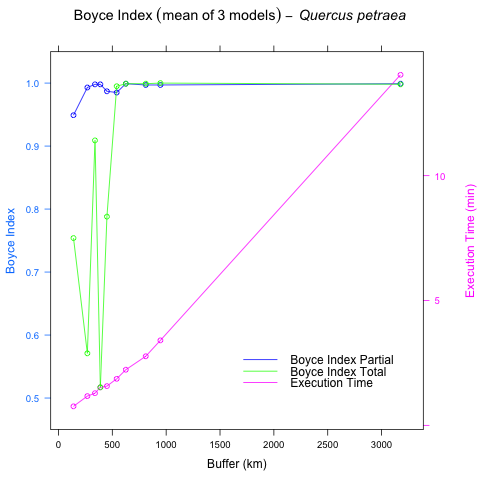 Boyce Index (mean of 3 models) – Quercus petraea
1.0
0.9
0.8
0.7
0.6
0.5
Boyce Index
10
5
Execution Time (min)
Boyce Index Partial
Boyce Index Total
Execution Time
0 500 1000 1500 2000 2500 3000
Buffer (km)